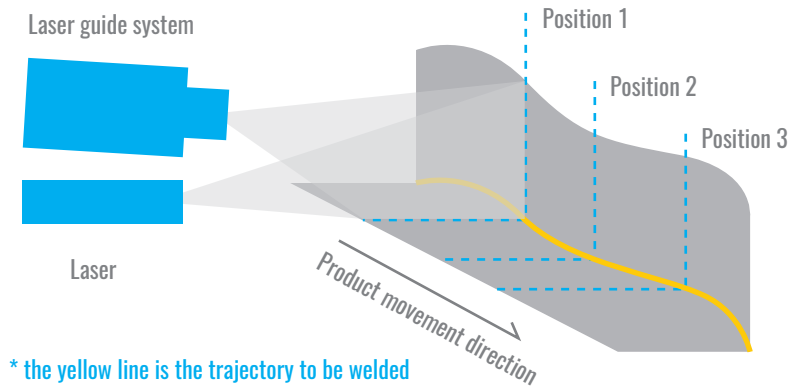 Laser guide system
Position 1
Position 2
Position 3
Laser
Product movement direction
* the yellow line is the trajectory to be welded